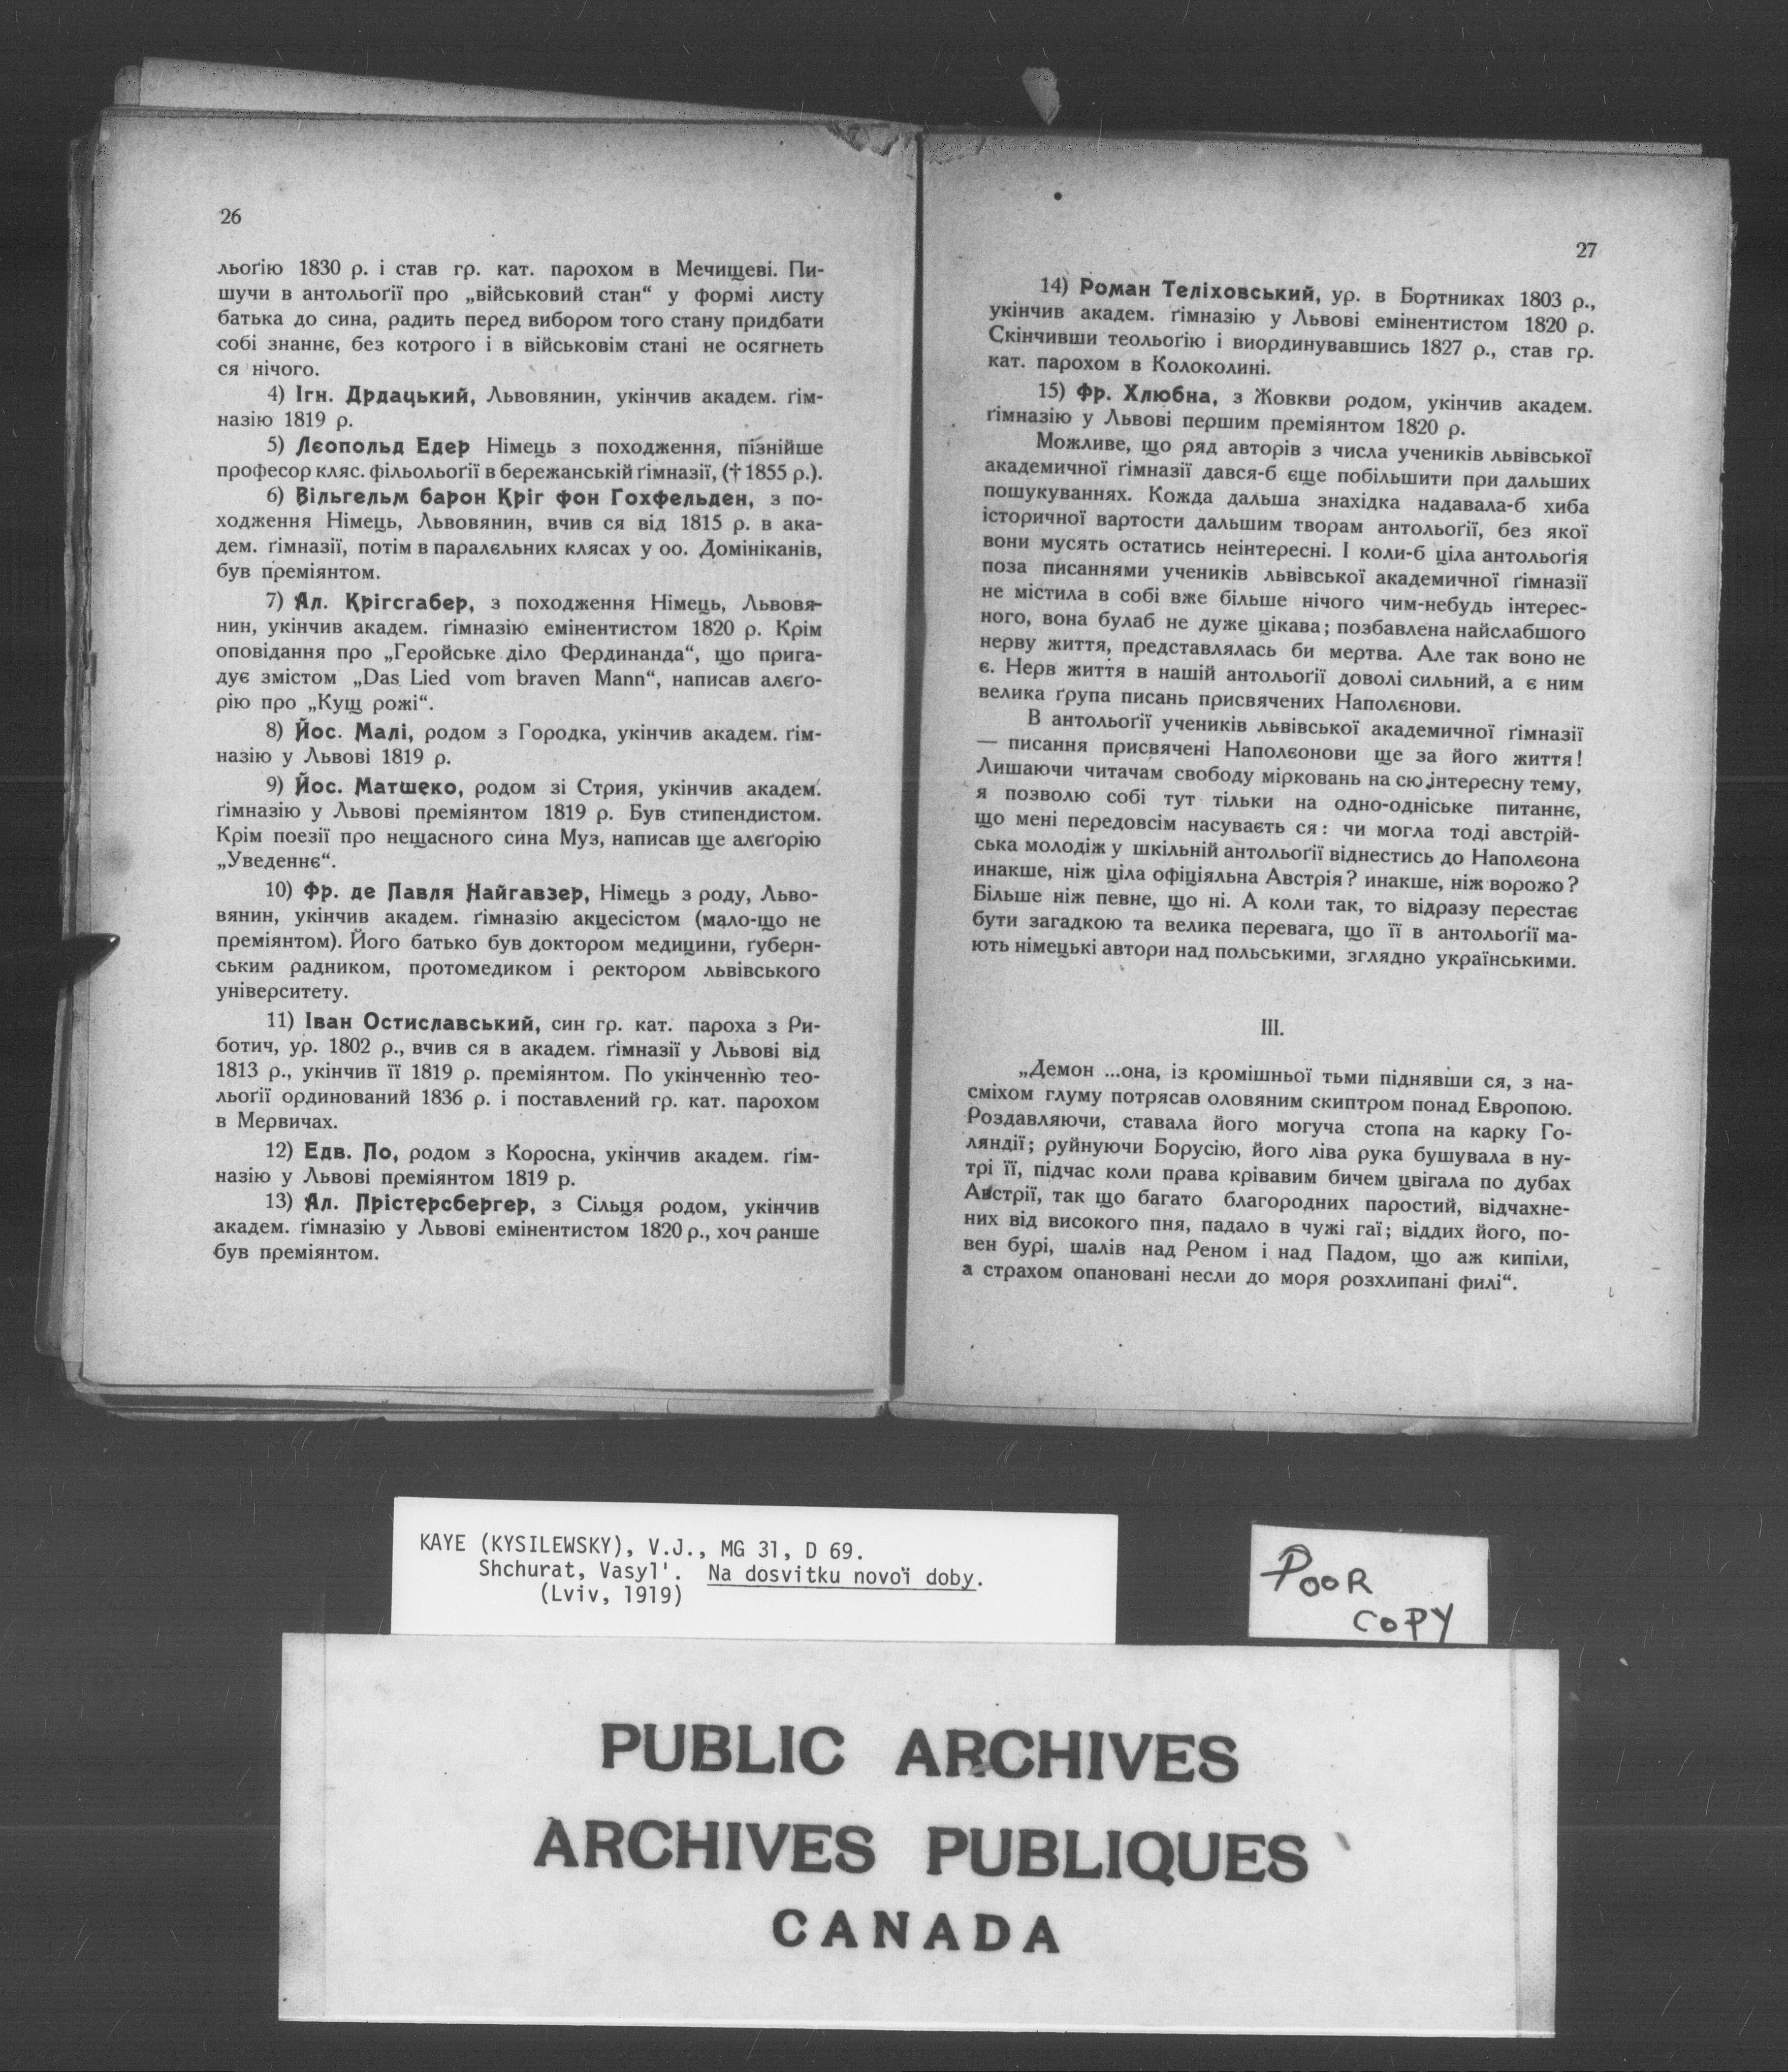 26
льоґію 1830 р. і став гр. кат. парохом в Мечищеві. Пи-
шучи в антольоґії про „військовий стан“ у формі листу
батька до сина, радить перед вибором того стану придбати
собі знаннє, без котрого і в військовім стані не осягнеть
ся нічого.
4) Ігн. Дрдацький, Львовянин, укінчив академ. ґім-
назію 1819 р.
5) Лєопольд Едер Німець з походження, пізнійше
професор кляс. фільольоґії в бережанській ґімназії, († 1855 р.).
6) Вільгельм барон Кріґ фон Гохфельден, з по-
ходження Німець, Львовянин, вчив ся від 1815 р. в ака-
дем. ґімназії, потім в паралєльних клясах у оо. Домініканів,
був преміянтом.
7) Ал. Крігсгабер, з походження Німець, Львовя-
нин, укінчив академ. ґімназію емінентистом 1820 р. Крім
оповідання про „Геройське діло Фердинанда“, що прига-
дує змістом „Das Lied vom braven Mann“, написав алєґо-
рію про „Кущ рожі“.
8) Йос. Малі, родом з Городка, укінчив академ. ґім-
назію у Львові 1819 р.
9) Йос. Матшеко, родом зі Стрия, укінчив академ.
ґімназію у Львові преміянтом 1819 р. Був стипендистом.
Крім поезії про нещасного сина Муз, написав ще алєґорію
„Уведеннє“.
10) Фр. де Павля Найгавзер, Німець з роду, Льво-
вянин, укінчив академ. ґімназію акцесістом (мало-що не
преміянтом). Його батько був доктором медицини, ґуберн-
ським радником, протомедиком і ректором львівського
університету.
11) Іван Остиславський, син гр. кат. пароха з Ри-
ботич, ур. 1802 р., вчив ся в академ. ґімназії у Львові від
1813 р., укінчив її 1819 р. преміянтом. По укінченню тео-
льоґії ординований 1836 р. і поставлений гр. кат. парохом
в Мервичах.
12) Едв. По, родом з Коросна, укінчив академ. ґім-
назію у Львові преміянтом 1819 р.
13) Ал. Прістерсбергер, з Сільця родом, укінчив
академ. ґімназію у Львові емінентистом 1820 р., хоч ранше
був преміянтом.
27
14) Роман Теліховський, ур. в Бортниках 1803 р.,
укінчив академ. ґімназію у Львові емінентистом 1820 р.
Скінчивши теольоґію і виординувавшись 1827 р., став гр.
кат. парохом в Колоколині.
15) Фр. Хлюбна, з Жовкви родом, укінчив академ.
ґімназію у Львові першим преміянтом 1820 р.
Можливе, що ряд авторів з числа учеників львівської
академичної ґімназії дався-б єще побільшити при дальших
пошукуваннях. Кожда дальша знахідка надавала-б хиба
історичної вартости дальшим творам антольоґії, без якої
вони мусять остатись неінтересні. І коли-б ціла антольоґія
поза писаннями учеників львівської академичної ґімназії
не містила в собі вже більше нічого чим-небудь інтерес-
ного, вона булаб не дуже цікава; позбавлена найслабшого
нерву життя, представлялась би мертва. Але так воно не
є. Нерв життя в нашій антольоґії доволі сильний, а є ним
велика ґрупа писань присвячених Наполєнови.
В антольоґії учеників львівської академичної ґімназії
— писання присвячені Наполєонови ще за його життя!
Лишаючи читачам свободу мірковань на сю інтересну тему,
я позволю собі тут тільки на одно-одніське питаннє,
що мені передовсім насуваєть ся: чи могла тоді австрій-
ська молодіж у шкільній антольоґії віднестись до Наполєона
инакше, ніж ціла офіціяльна Австрія? инакше, ніж ворожо?
Більше ніж певне, що ні. А коли так, то відразу перестає
бути загадкою та велика перевага, що її в антольоґії ма-
ють німецькі автори над польськими, зглядно українськими.
III.
„Демон ...она, із кромішньої тьми піднявши ся, з на-
сміхом глуму потрясав оловяним скиптром понад Европою.
Роздавляючи, ставала його могуча стопа на карку Го-
ляндії; руйнуючи Борусію, його ліва рука бушувала в ну-
трі її, підчас коли права крівавим бичем цвігала по дубах
Австрії, так що багато благородних паростий, відчахне-
них від високого пня, падало в чужі гаї; віддих його, по-
вен бурі, шалів над Реном і над Падом, що аж кипіли,
а страхом опановані несли до моря розхлипані филі“.
KAYE (KYSILEWSKY), V.J., MG 31, D 69.
Shchurat, Vasyl'. Na dosvitku novoï doby.
(Lviv, 1919)
POOR
COPY
PUBLIC ARCHIVES
ARCHIVES PUBLIQUES
CANADA